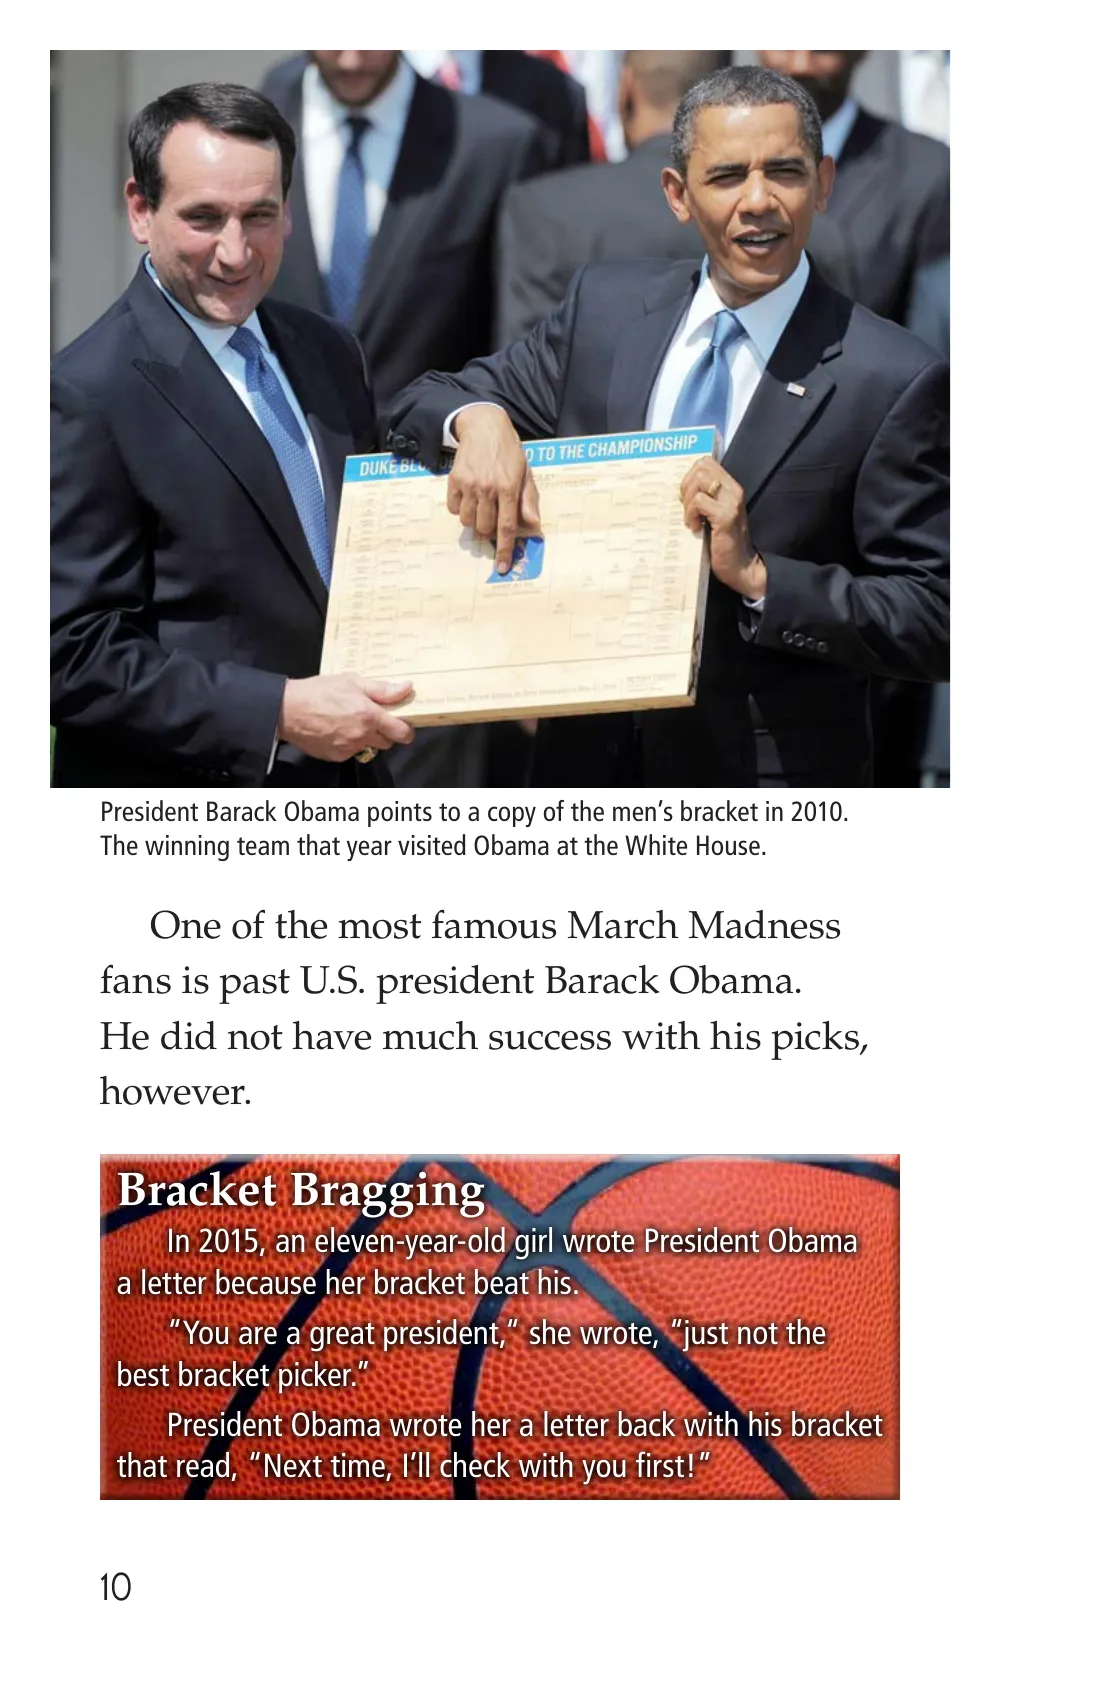 DUKE BLU
D TO THE CHAMPIONSHIP
President Barack Obama points to a copy of the men’s bracket in 2010.
The winning team that year visited Obama at the White House.
One of the most famous March Madness
fans is past U.S. president Barack Obama.
He did not have much success with his picks,
however.
Bracket Bragging
In 2015, an eleven-year-old girl wrote President Obama
a letter because her bracket beat his.
“You are a great president,“ she wrote, “just not the
best bracket picker.”
President Obama wrote her a letter back with his bracket
that read, “Next time, I’ll check with you first!”
10